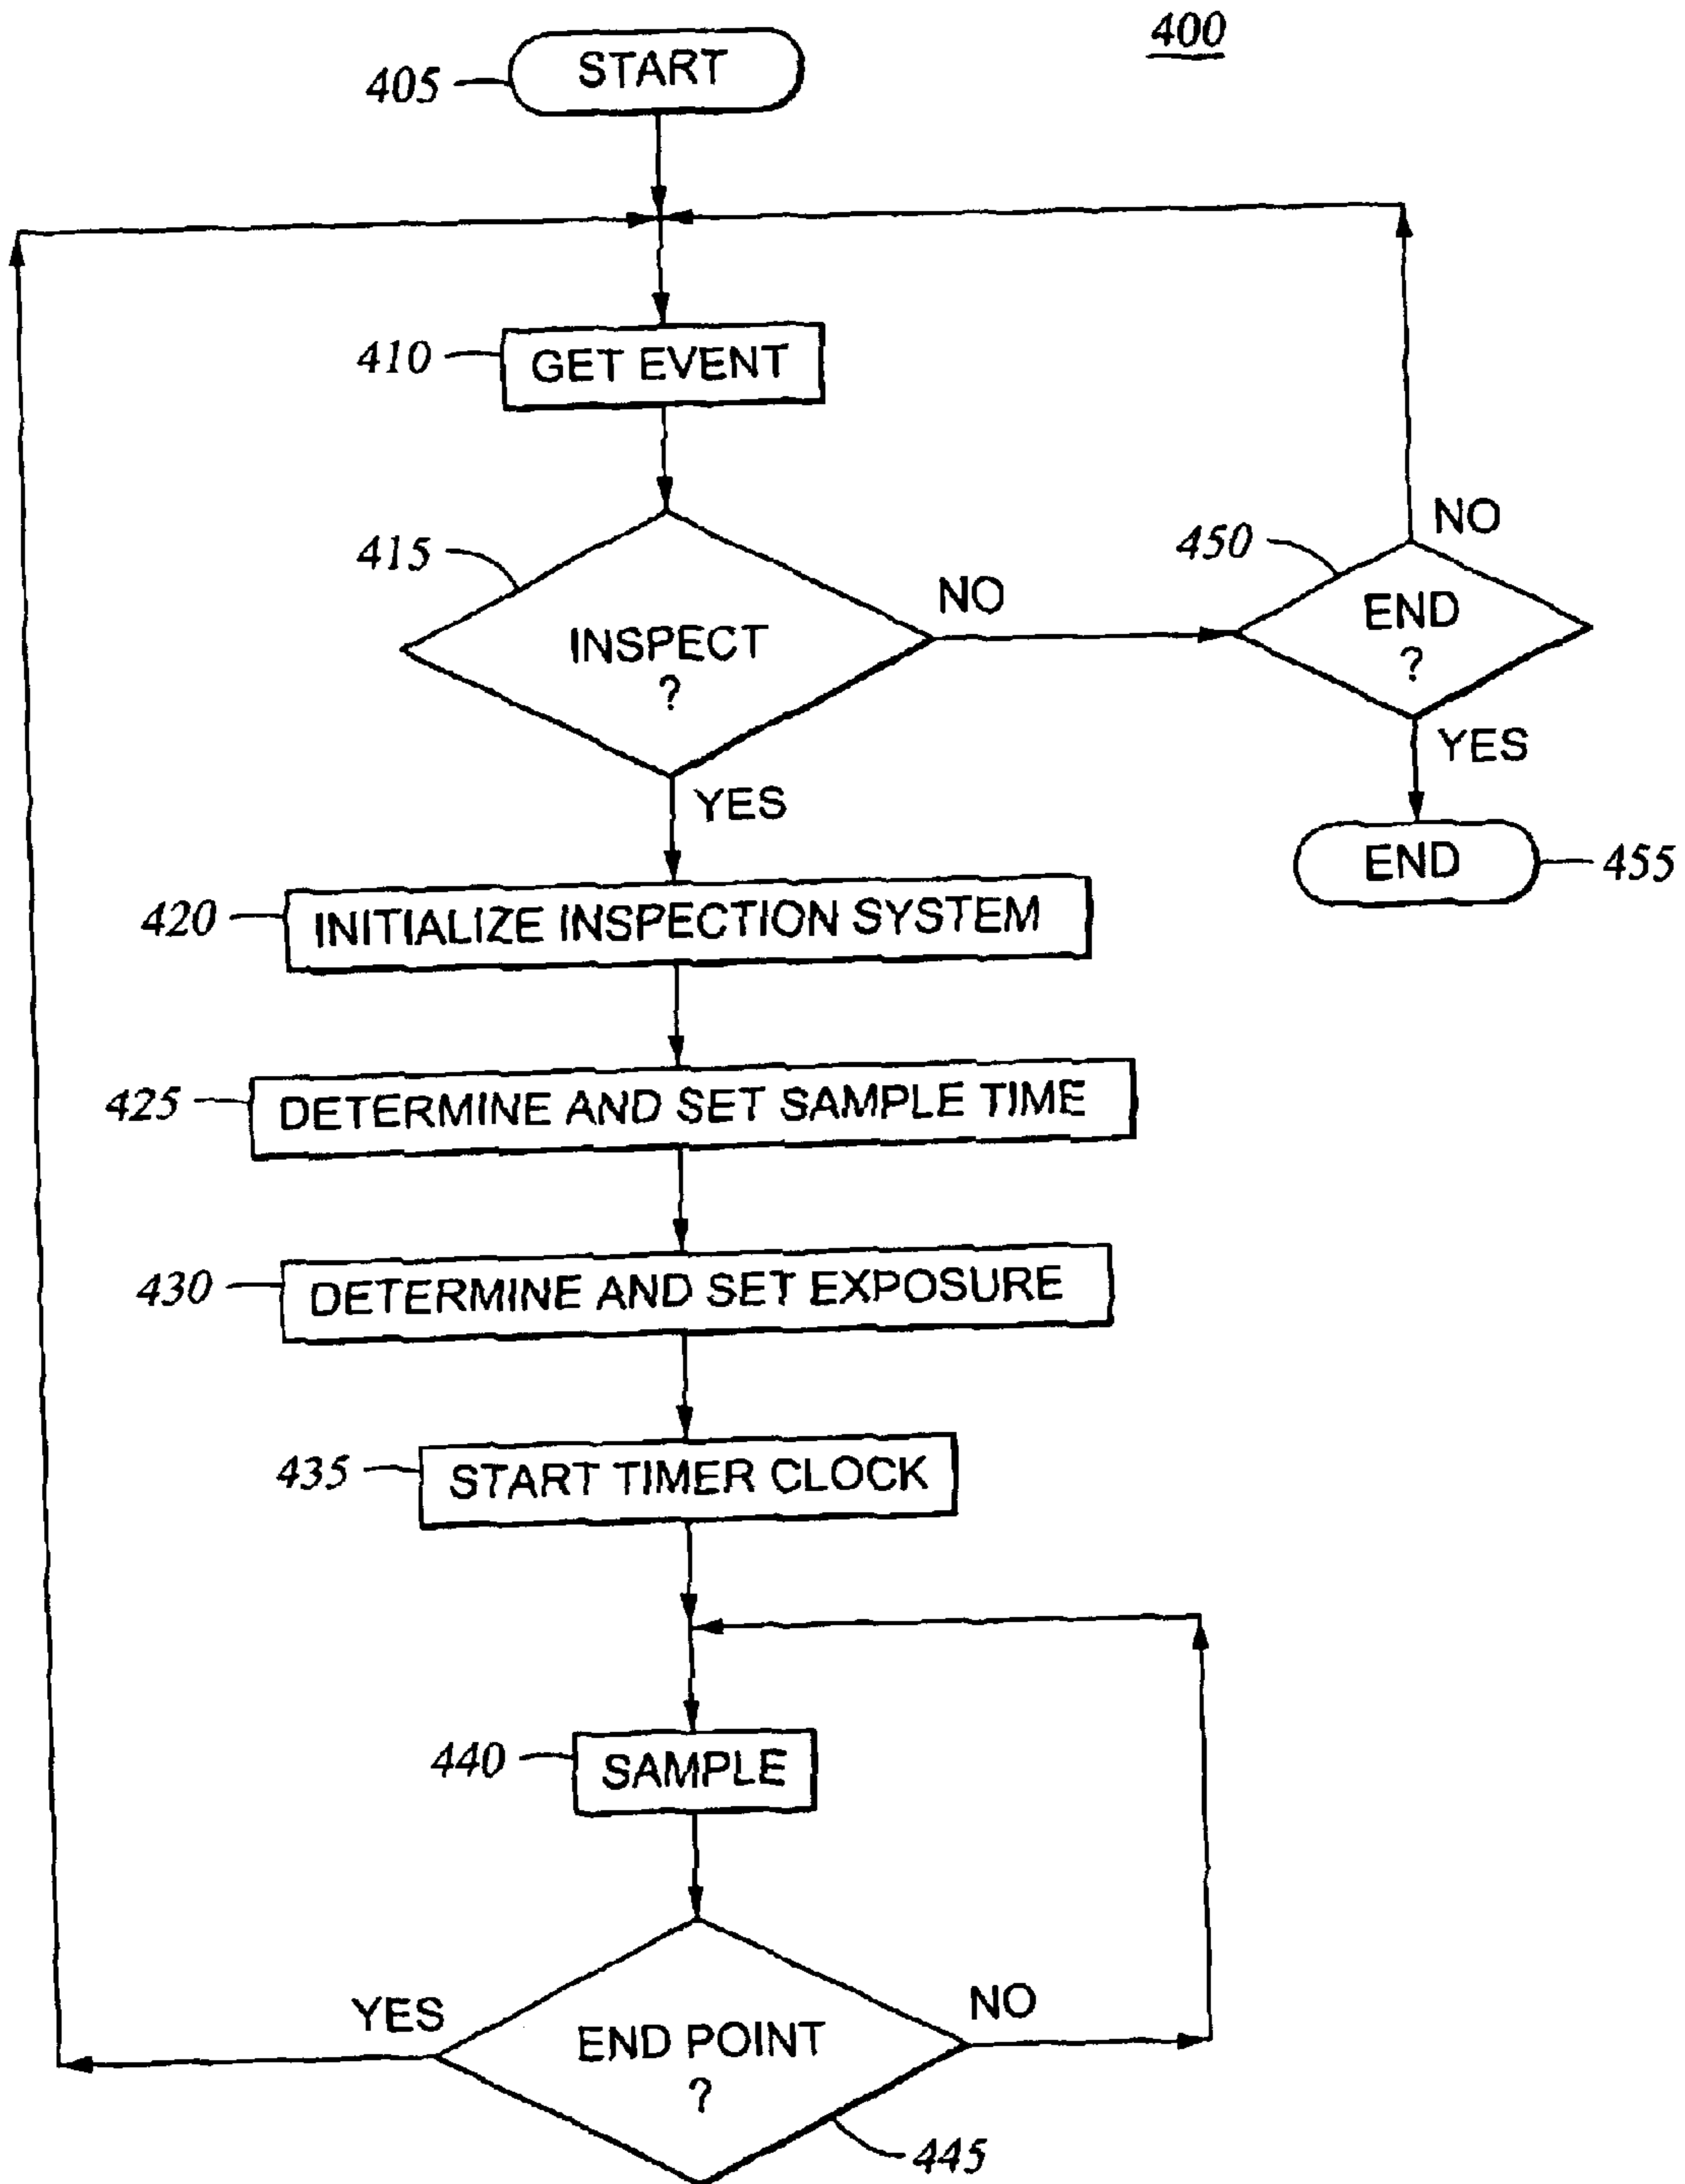 400
405
START
410
GET EVENT
415
INSPECT
?
NO
YES
450
END
?
NO
YES
END
455
420
INITIALIZE INSPECTION SYSTEM
425
DETERMINE AND SET SAMPLE TIME
430
DETERMINE AND SET EXPOSURE
435
START TIMER CLOCK
440
SAMPLE
YES
END POINT
?
NO
445